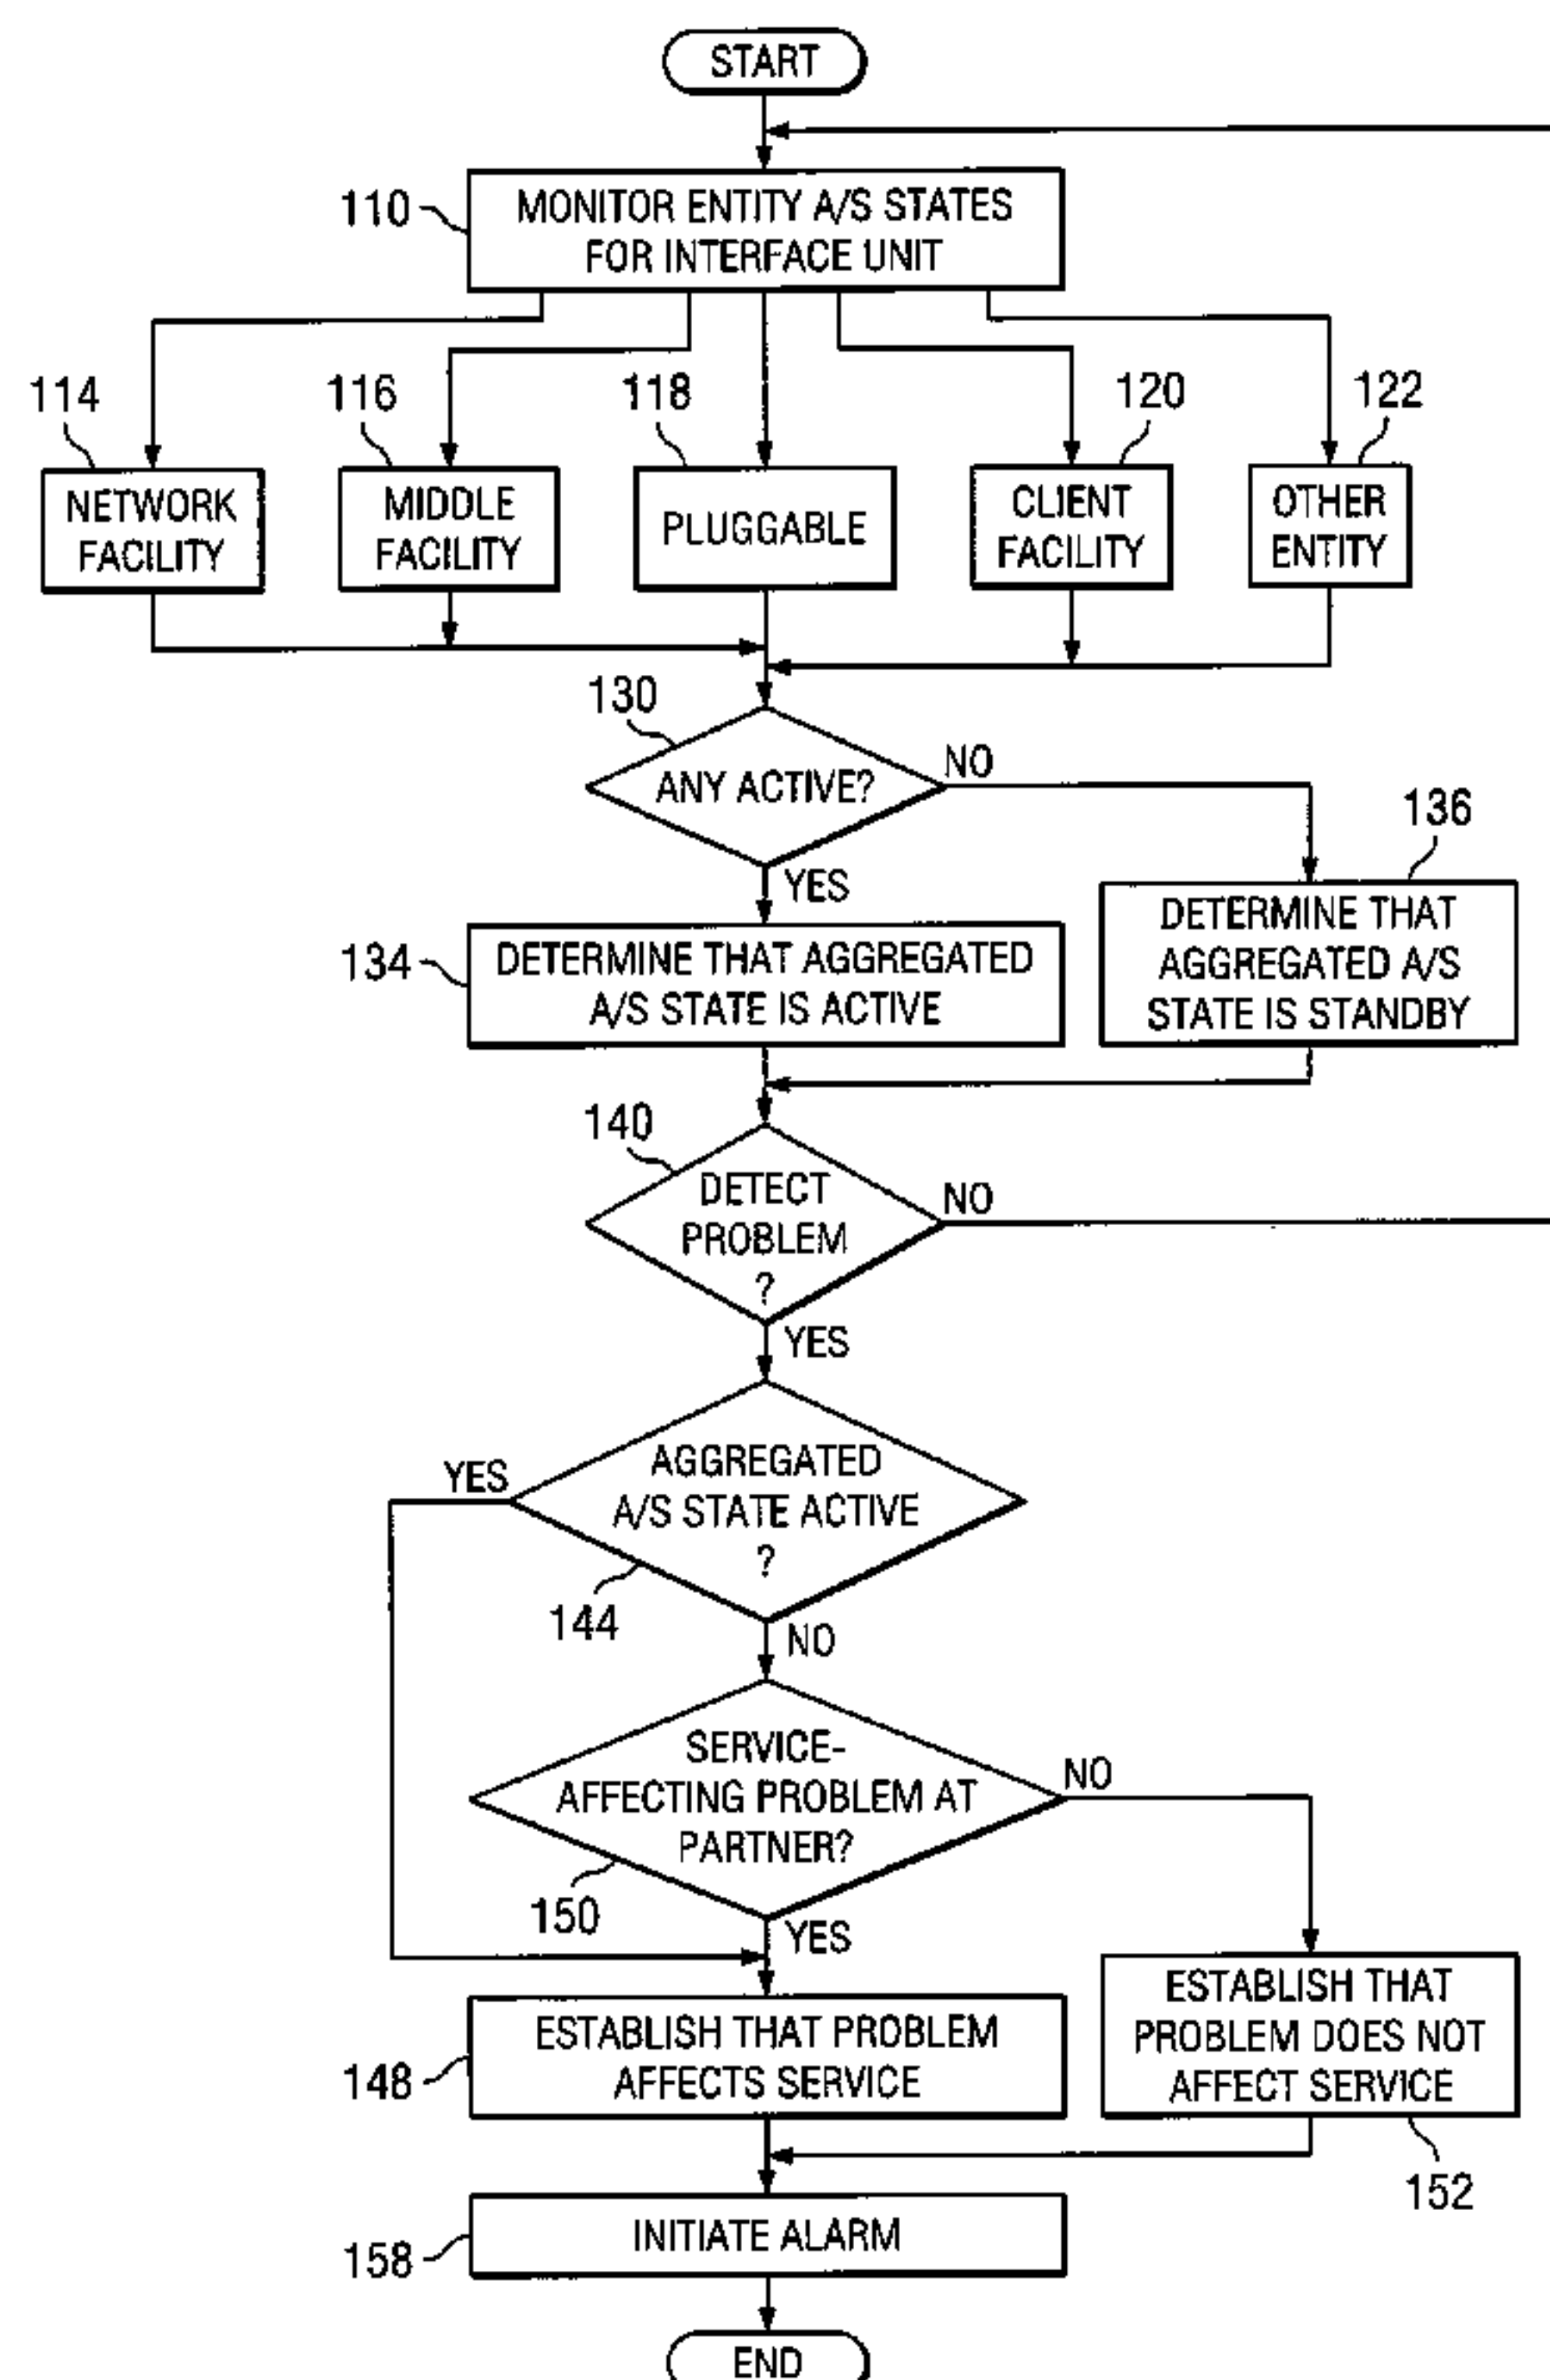 START
110
MONITOR ENTITY A/S STATES
FOR INTERFACE UNIT
114
116
118
120
122
NETWORK
FACILITY
MIDDLE
FACILITY
PLUGGABLE
CLIENT
FACILITY
OTHER
ENTITY
130
ANY ACTIVE?
NO
YES
136
134
DETERMINE THAT AGGREGATED
A/S STATE IS ACTIVE
DETERMINE THAT
AGGREGATED A/S
STATE IS STANDBY
140
DETECT
PROBLEM
?
NO
YES
YES
AGGREGATED
A/S STATE ACTIVE
?
144
NO
SERVICE-
AFFECTING PROBLEM AT
PARTNER?
NO
150
YES
148
ESTABLISH THAT PROBLEM
AFFECTS SERVICE
ESTABLISH THAT
PROBLEM DOES NOT
AFFECT SERVICE
152
158
INITIATE ALARM
END